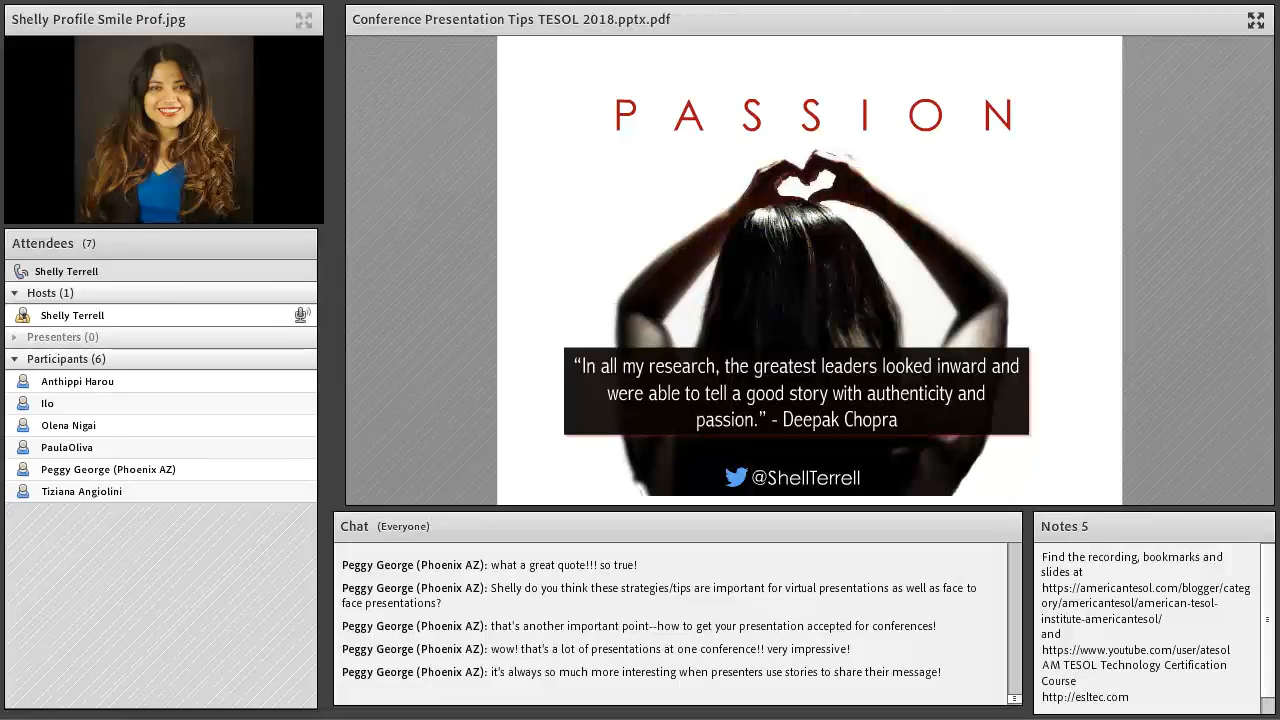 Shelly Profile Smile Prof.jpg
Attendees (7)
Shelly Terrell
Hosts (1)
Shelly Terrell
Presenters (0)
Participants (6)
Anthippi Harou
Ilo
Olena Nigai
PaulaOliva
Peggy George (Phoenix AZ)
Tiziana Angiolini
Conference Presentation Tips TESOL 2018.pptx.pdf
PASSION
“In all my research, the greatest leaders looked inward and
were able to tell a good story with authenticity and
passion.” - Deepak Chopra
@ShellTerrell
Chat (Everyone)
Peggy George (Phoenix AZ): what a great quote!!! so true!
Peggy George (Phoenix AZ): Shelly do you think these strategies/tips are important for virtual presentations as well as face to
face presentations?
Peggy George (Phoenix AZ): that's another important point--how to get your presentation accepted for conferences!
Peggy George (Phoenix AZ): wow! that's a lot of presentations at one conference!! very impressive!
Peggy George (Phoenix AZ): it's always so much more interesting when presenters use stories to share their message!
Notes 5
Find the recording, bookmarks and
slides at
https://americantesol.com/blogger/categ
ory/americantesol/american-tesol-
institute-americantesol/
and
https://www.youtube.com/user/atesol
AM TESOL Technology Certification
Course
http://esltec.com